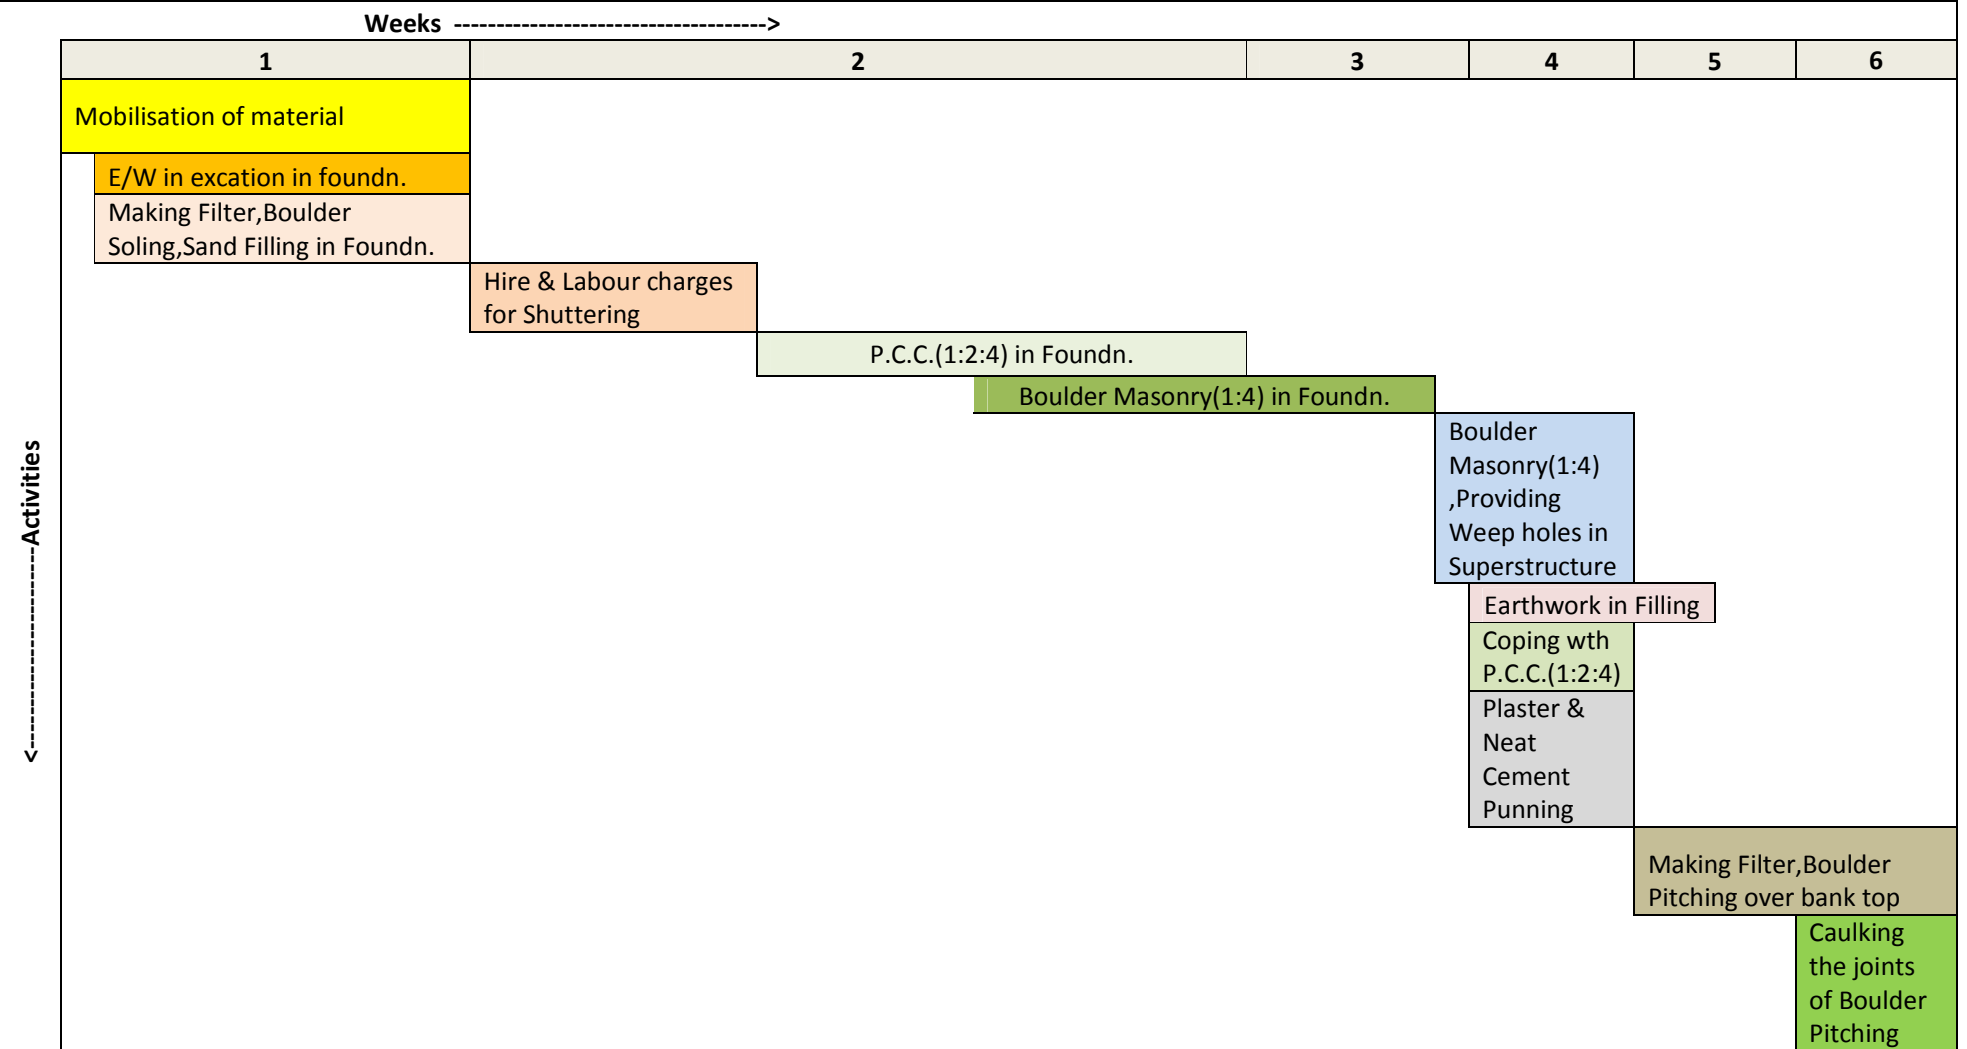 Weeks ------------------------------------->
1 2 3 4 5 6
Mobilisation of material
E/W in excation in foundn.
Making Filter,Boulder
Soling,Sand Filling in Foundn.
Hire & Labour charges
for Shuttering
P.C.C.(1:2:4) in Foundn.
Boulder Masonry(1:4) in Foundn.
<------------------------Activities
Boulder
Masonry(1:4)
,Providing
Weep holes in
Superstructure
Earthwork in Filling
Coping wth
P.C.C.(1:2:4)
Plaster &
Neat
Cement
Punning
Making Filter,Boulder
Pitching over bank top
Caulking
the joints
of Boulder
Pitching